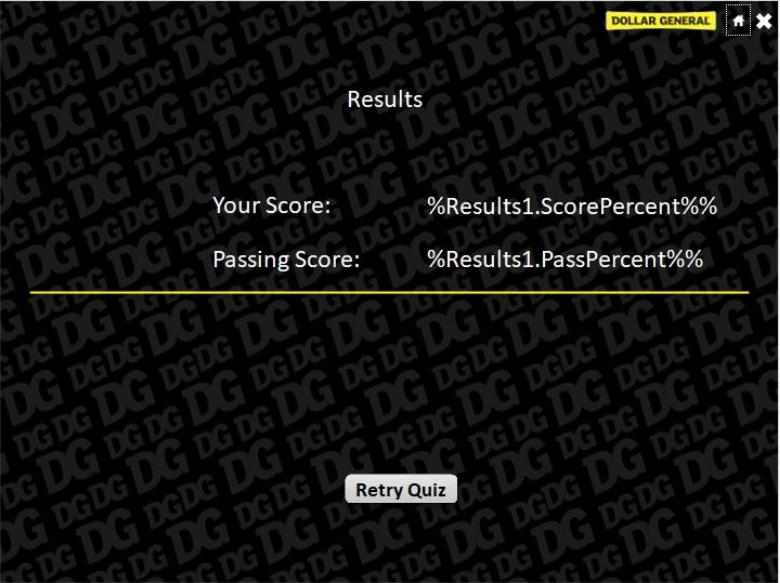 DOLLAR GENERAL
Results
Your Score: %Results1.ScorePercent%%
Passing Score: %Results1.PassPercent%%
Retry Quiz